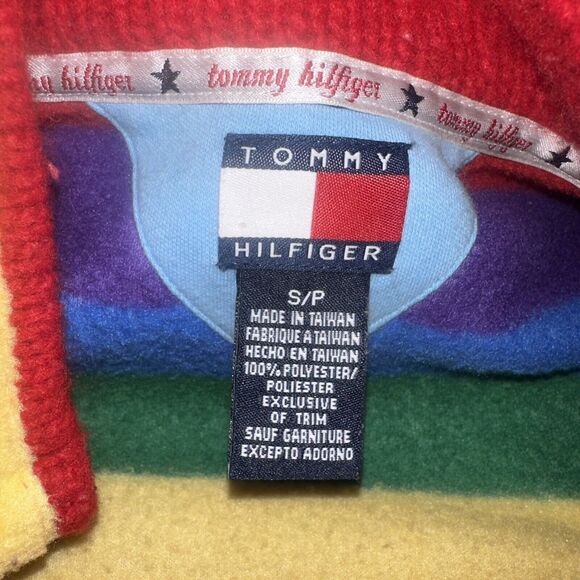 my hilfiger ★ tommy hilfiger ★ tommy hilfiger ★
TOMMY
HILFIGER
S/P
MADE IN TAIWAN
FABRIQUE A TAIWAN
HECHO EN TAIWAN
100% POLYESTER/
POLIESTER
EXCLUSIVE
OF TRIM
SAUF GARNITURE
EXCEPTO ADORNO